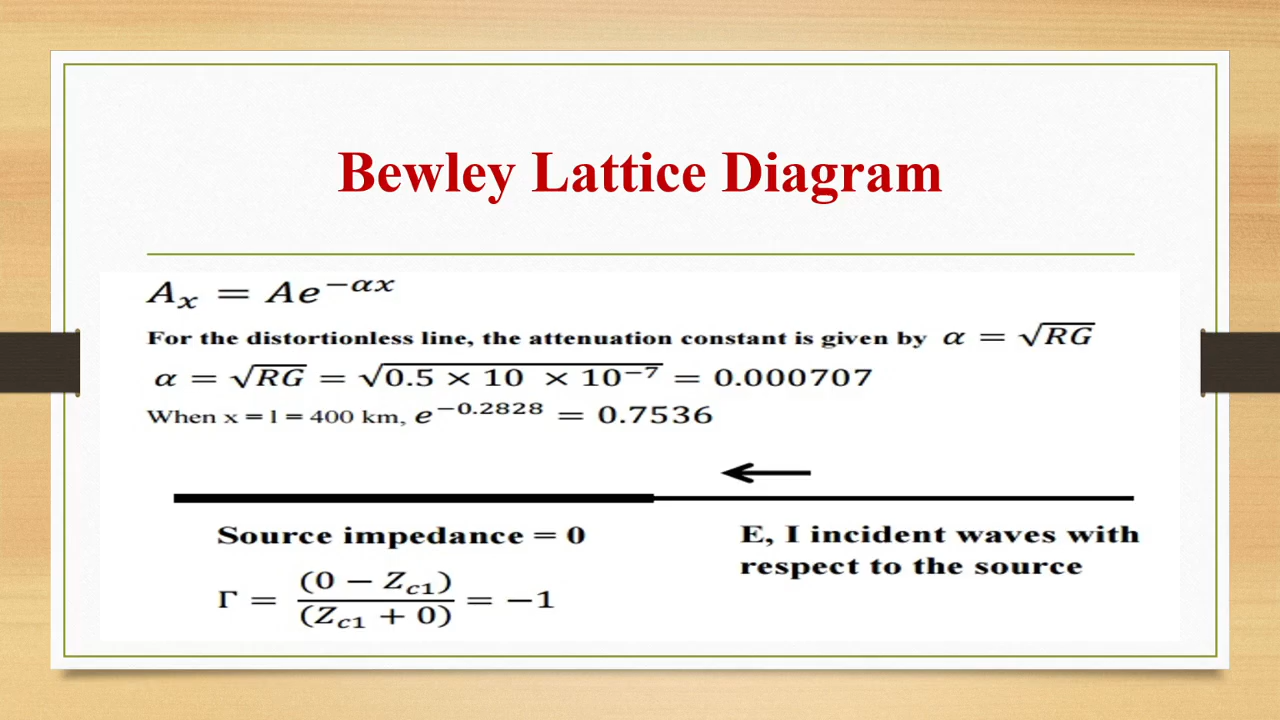 Bewley Lattice Diagram
Aₓ = Ae^{−αx}
For the distortionless line, the attenuation constant is given by α = √(RG)
α = √(RG) = √(0.5 × 10 × 10⁻⁷) = 0.000707
When x = l = 400 km, e^{−0.2828} = 0.7536
Source impedance = 0
Γ = (0 − Z_{c1}) / (Z_{c1} + 0) = −1
E, I incident waves with
respect to the source